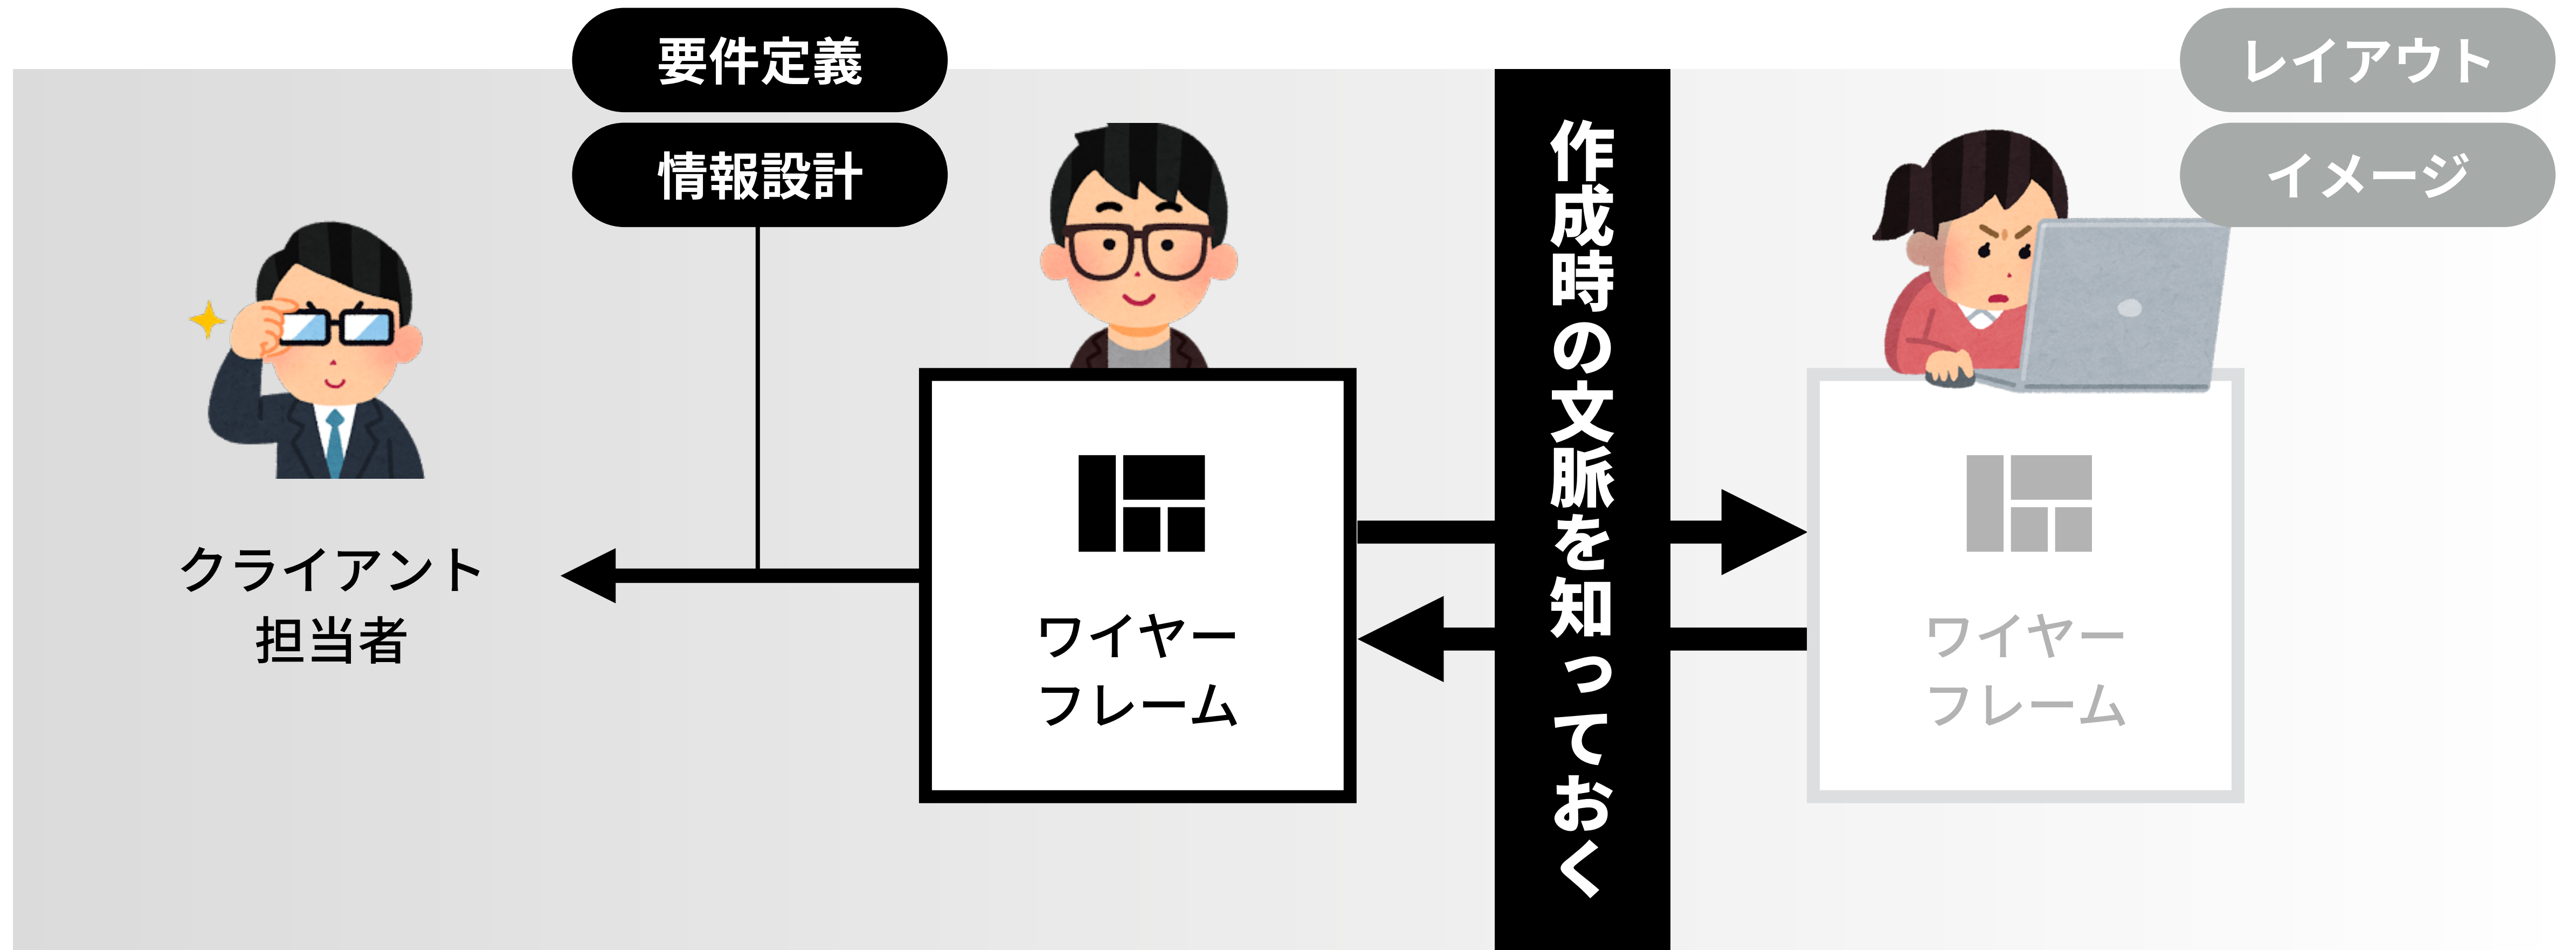 要件定義
情報設計
クライアント
担当者
ワイヤー
フレーム
作成時の文脈を知っておく
レイアウト
イメージ
ワイヤー
フレーム